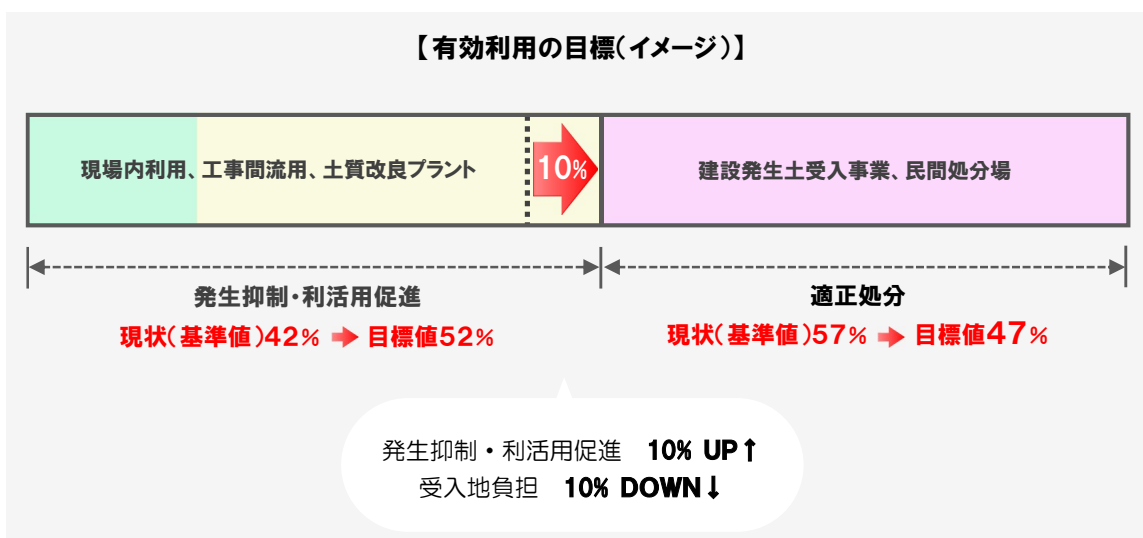 【有効利用の目標(イメージ)】
現場内利用、工事間流用、土質改良プラント
10%
建設発生土受入事業、民間処分場
発生抑制・利活用促進
適正処分
現状(基準値)42% ➡ 目標値52%
現状(基準値)57% ➡ 目標値47%
発生抑制・利活用促進 10% UP↑
受入地負担 10% DOWN↓